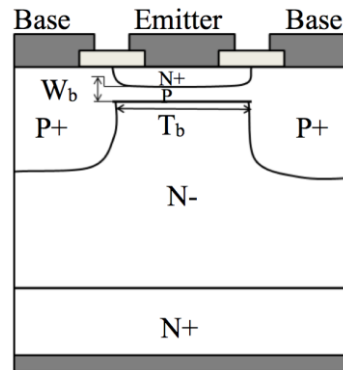 Base Emitter Base
N+
W_b
P
P+ T_b P+
N-
N+